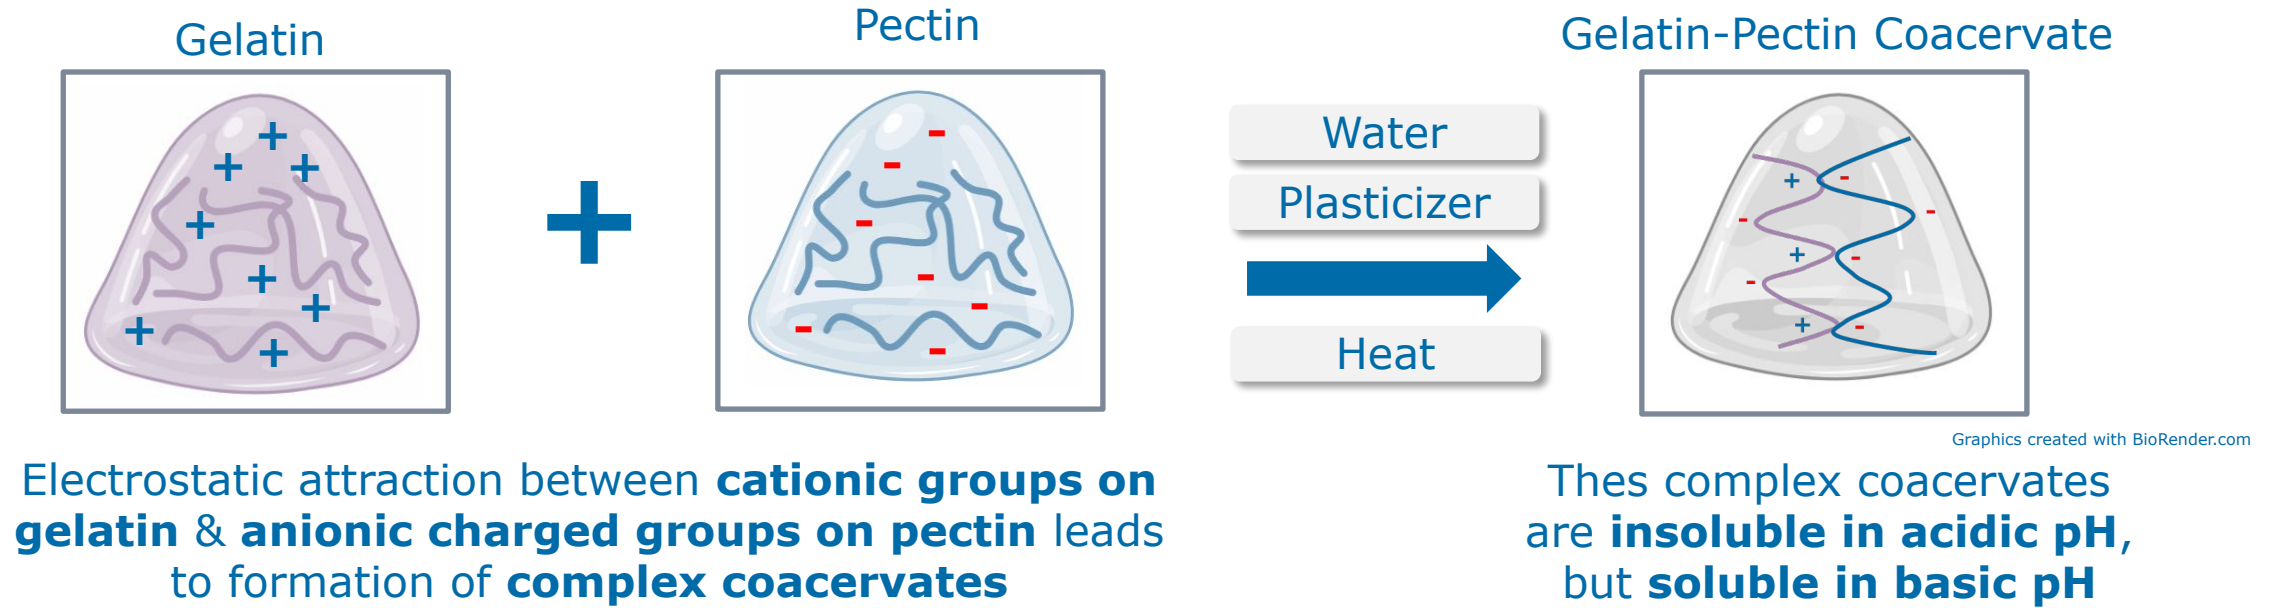 Gelatin
Pectin
Gelatin-Pectin Coacervate
+ + + + + + + +
+
- - - - - - - -
Water
Plasticizer
Heat
+ - - - + - - + -
Graphics created with BioRender.com
Electrostatic attraction between cationic groups on
gelatin & anionic charged groups on pectin leads
to formation of complex coacervates
Thes complex coacervates
are insoluble in acidic pH,
but soluble in basic pH